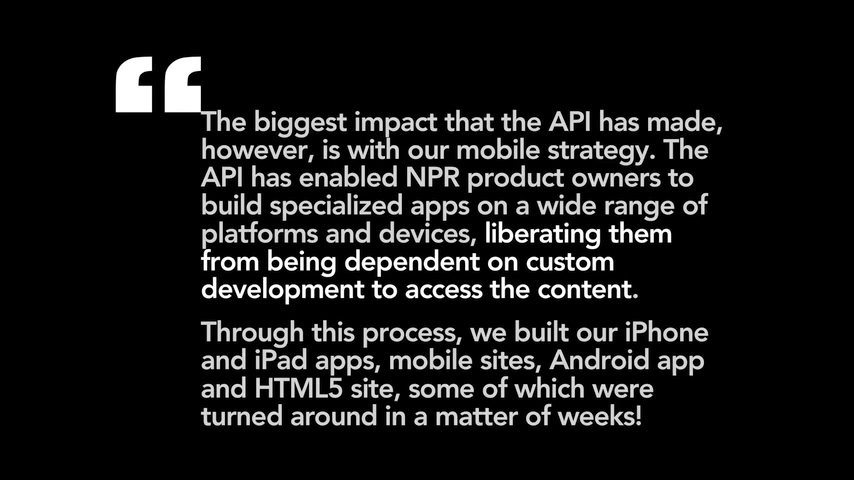 “
The biggest impact that the API has made,
however, is with our mobile strategy. The
API has enabled NPR product owners to
build specialized apps on a wide range of
platforms and devices, liberating them
from being dependent on custom
development to access the content.
Through this process, we built our iPhone
and iPad apps, mobile sites, Android app
and HTML5 site, some of which were
turned around in a matter of weeks!